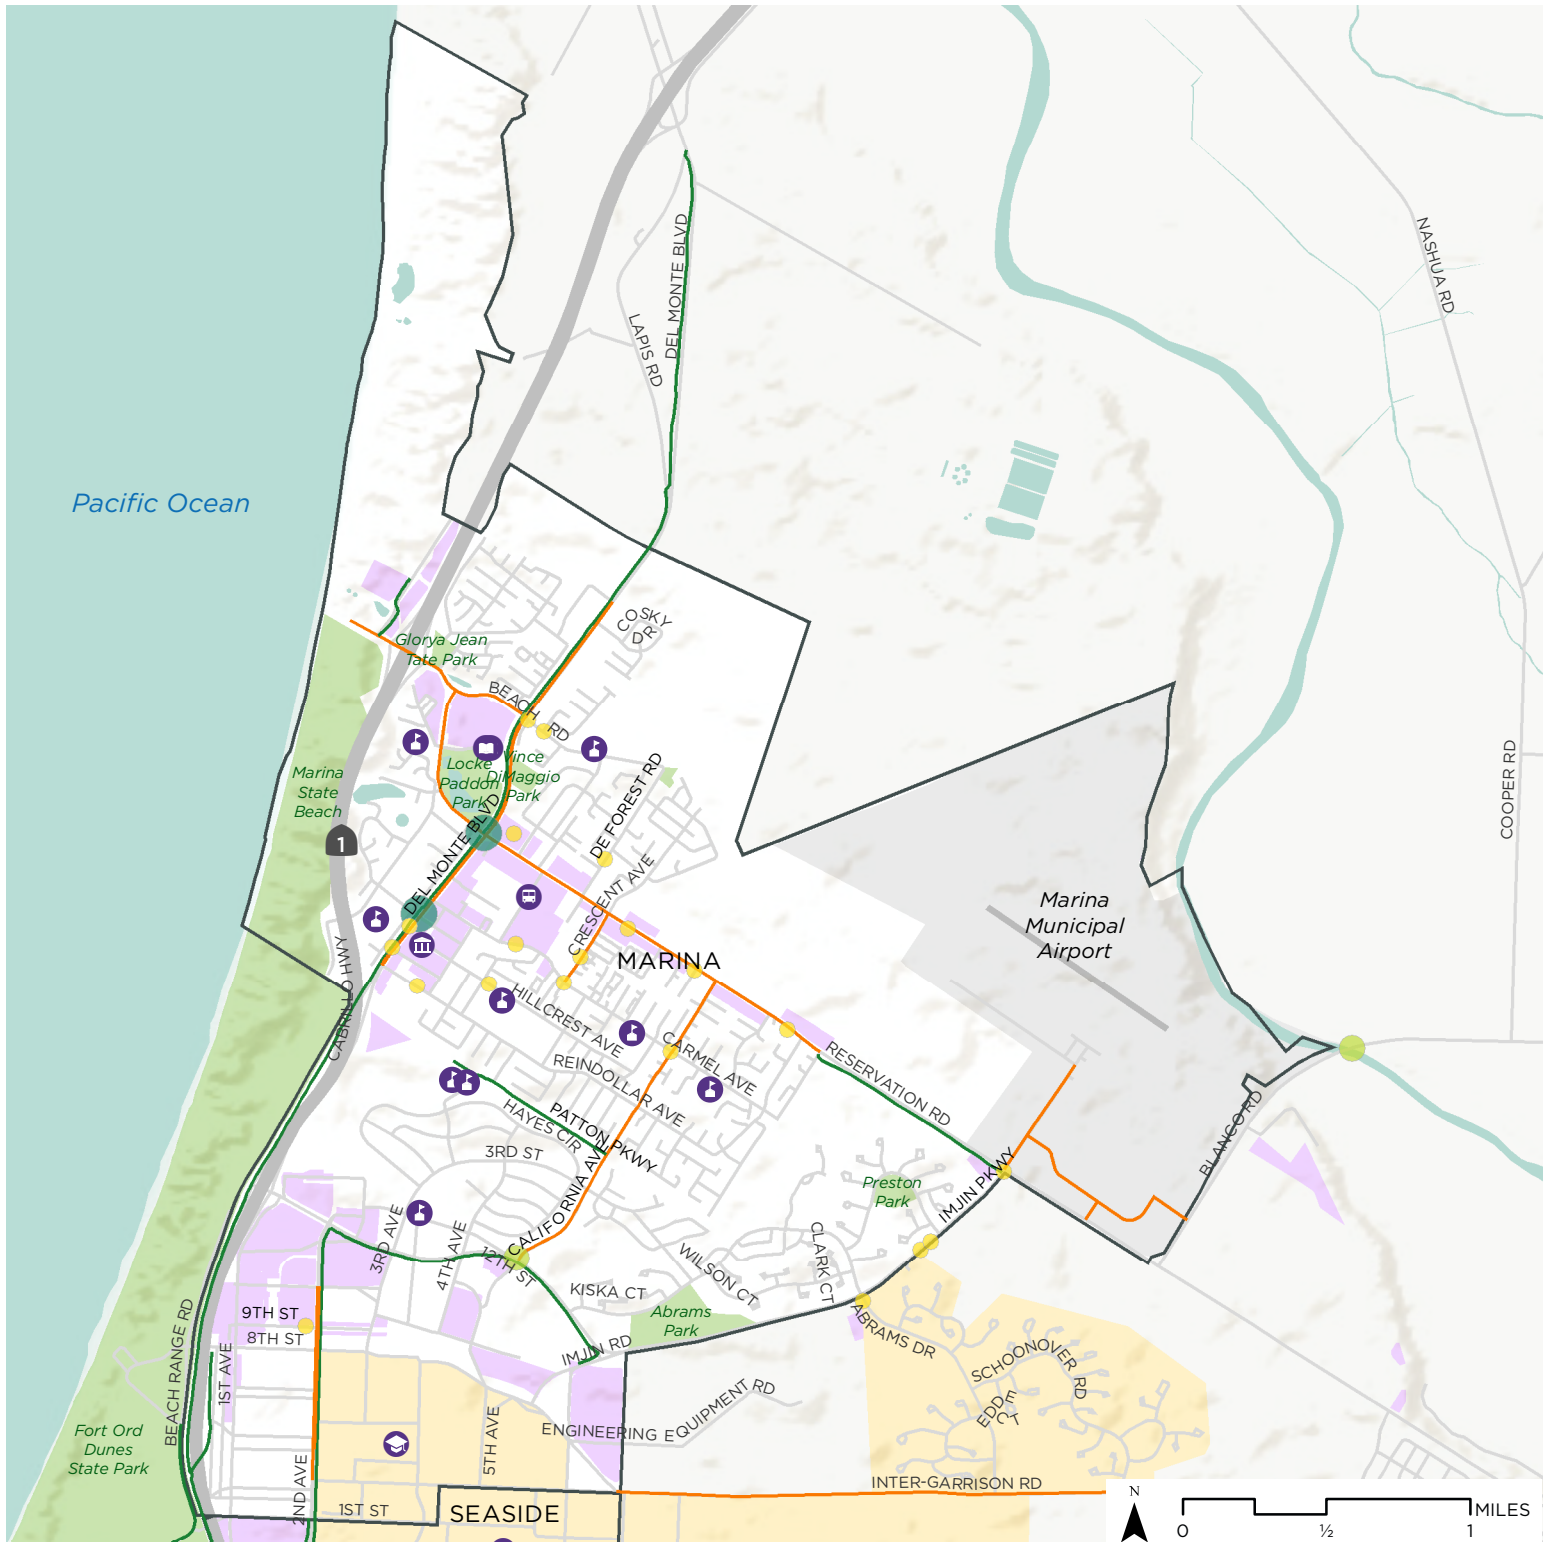 NASHUA RD
DEL MONTE BLVD
LAPIS RD
Pacific Ocean
COSKY
DR
Glorya Jean
Tate Park
BEACH RD
COOPER RD
Marina
State
Beach
Locke
Paddon
Park
Vince
DiMaggio
Park
DE FOREST RD
1
DEL MONTE BLVD
CRESCENT AVE
Marina
Municipal
Airport
MARINA
CABRILLO HWY
HILLCREST AVE
CARMEL AVE
REINDOLLAR AVE
RESERVATION RD
BLANCO RD
HAYES CIR
PATTON PKWY
3RD ST
IMJIN PKWY
Preston
Park
CALIFORNIA AVE
3RD AVE
4TH AVE
12TH ST
WILSON CT
CLARK CT
KISKA CT
Abrams
Park
9TH ST
8TH ST
IMJIN RD
ABRAMS DR
BEACH RANGE RD
1ST AVE
SCHOONOVER RD
EDDE
CT
ENGINEERING EQUIPMENT RD
5TH AVE
Fort Ord
Dunes
State Park
INTER-GARRISON RD
2ND AVE
1ST ST
SEASIDE
N
0
½
1
MILES